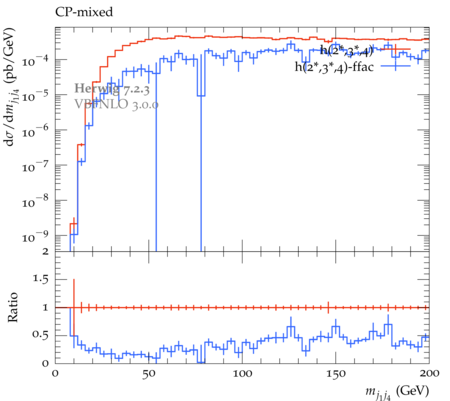 CP-mixed
h(2*,3*,4)
h(2*,3*,4)-ffac
Herwig 7.2.3
VBFNLO 3.0.0
dσ/dm_{j₁j₄} (pb/GeV)
10⁻⁴
10⁻⁵
10⁻⁶
10⁻⁷
10⁻⁸
10⁻⁹
2
1.5
1
0.5
0
Ratio
0 50 100 150 200
m_{j₁j₄} (GeV)